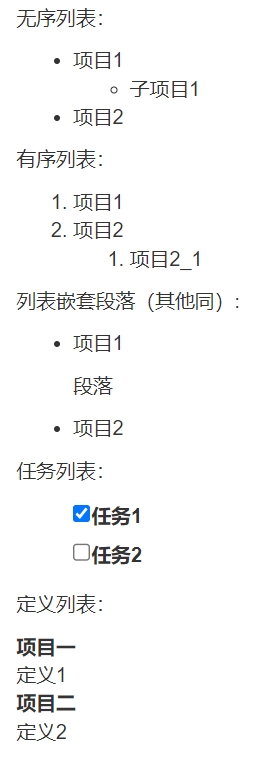 无序列表：
• 项目1
◦ 子项目1
• 项目2
有序列表：
1. 项目1
2. 项目2
1. 项目2_1
列表嵌套段落（其他同）:
• 项目1
段落
• 项目2
任务列表：
任务1
任务2
定义列表：
项目一
定义1
项目二
定义2